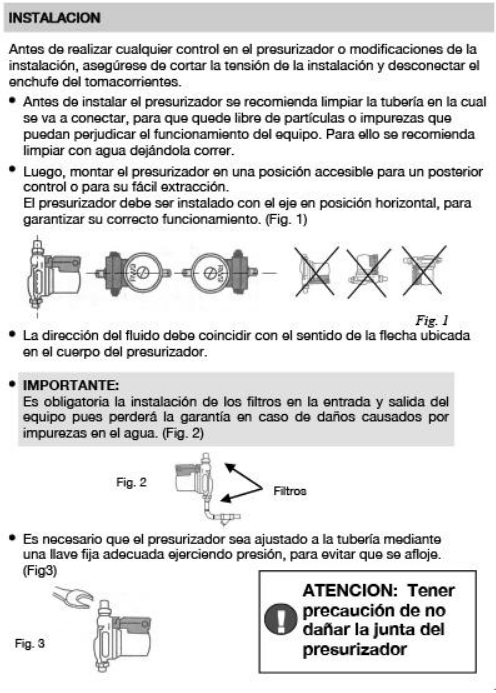 INSTALACION
Antes de realizar cualquier control en el presurizador o modificaciones de la
instalación, asegúrese de cortar la tensión de la instalación y desconectar el
enchufe del tomacorrientes.
• Antes de instalar el presurizador se recomienda limpiar la tubería en la cual
se va a conectar, para que quede libre de partículas o impurezas que
puedan perjudicar el funcionamiento del equipo. Para ello se recomienda
limpiar con agua dejándola correr.
• Luego, montar el presurizador en una posición accesible para un posterior
control o para su fácil extracción.
El presurizador debe ser instalado con el eje en posición horizontal, para
garantizar su correcto funcionamiento. (Fig. 1)
Fig. 1
• La dirección del fluido debe coincidir con el sentido de la flecha ubicada
en el cuerpo del presurizador.
• IMPORTANTE:
Es obligatoria la instalación de los filtros en la entrada y salida del
equipo pues perderá la garantía en caso de daños causados por
impurezas en el agua. (Fig. 2)
Fig. 2
Filtros
• Es necesario que el presurizador sea ajustado a la tubería mediante
una llave fija adecuada ejerciendo presión, para evitar que se afloje.
(Fig3)
Fig. 3
ATENCION: Tener
precaución de no
dañar la junta del
presurizador